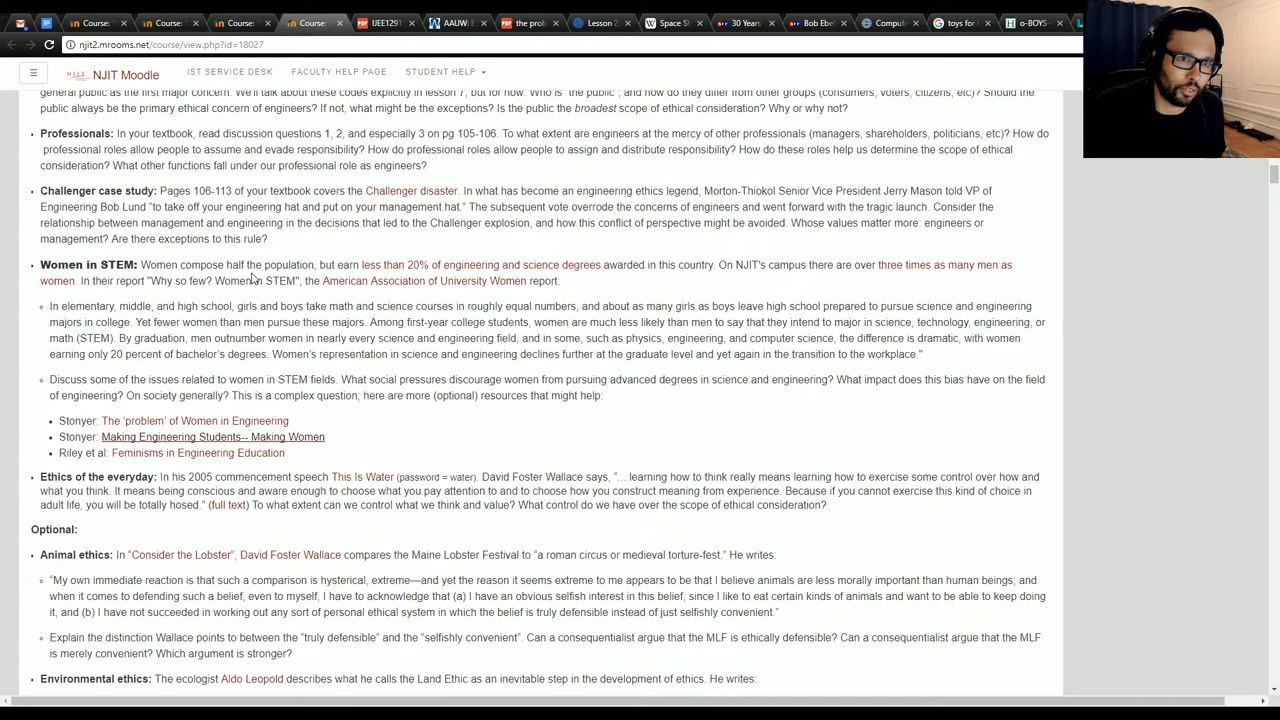 Course:
Course:
Course:
Course:
IJEE1291
AAUW:
the prob
Lesson
Space S
30 Years
Bob Ebel
Comput
toys for
o-BOYS
njit2.mrooms.net/course/view.php?id=18027
NJIT Moodle
IST SERVICE DESK
FACULTY HELP PAGE
STUDENT HELP
general public as the first major concern. We'll talk about these codes explicitly in lesson 7, but for now: Who is "the public", and how do they differ from other groups (consumers, voters, citizens, etc)? Should the
public always be the primary ethical concern of engineers? If not, what might be the exceptions? Is the public the broadest scope of ethical consideration? Why or why not?
Professionals: In your textbook, read discussion questions 1, 2, and especially 3 on pg 105-106. To what extent are engineers at the mercy of other professionals (managers, shareholders, politicians, etc)? How do
professional roles allow people to assume and evade responsibility? How do professional roles allow people to assign and distribute responsibility? How do these roles help us determine the scope of ethical
consideration? What other functions fall under our professional role as engineers?
Challenger case study: Pages 106-113 of your textbook covers the Challenger disaster. In what has become an engineering ethics legend, Morton-Thiokol Senior Vice President Jerry Mason told VP of
Engineering Bob Lund "to take off your engineering hat and put on your management hat." The subsequent vote overrode the concerns of engineers and went forward with the tragic launch. Consider the
relationship between management and engineering in the decisions that led to the Challenger explosion, and how this conflict of perspective might be avoided. Whose values matter more: engineers or
management? Are there exceptions to this rule?
Women in STEM: Women compose half the population, but earn less than 20% of engineering and science degrees awarded in this country. On NJIT's campus there are over three times as many men as
women. In their report "Why so few? Women in STEM", the American Association of University Women report:
In elementary, middle, and high school, girls and boys take math and science courses in roughly equal numbers, and about as many girls as boys leave high school prepared to pursue science and engineering
majors in college. Yet fewer women than men pursue these majors. Among first-year college students, women are much less likely than men to say that they intend to major in science, technology, engineering, or
math (STEM). By graduation, men outnumber women in nearly every science and engineering field, and in some, such as physics, engineering, and computer science, the difference is dramatic, with women
earning only 20 percent of bachelor's degrees. Women's representation in science and engineering declines further at the graduate level and yet again in the transition to the workplace."
Discuss some of the issues related to women in STEM fields. What social pressures discourage women from pursuing advanced degrees in science and engineering? What impact does this bias have on the field
of engineering? On society generally? This is a complex question; here are more (optional) resources that might help:
Stonyer: The 'problem' of Women in Engineering
Stonyer: Making Engineering Students-- Making Women
Riley et al: Feminisms in Engineering Education
Ethics of the everyday: In his 2005 commencement speech This Is Water (password = water). David Foster Wallace says, "... learning how to think really means learning how to exercise some control over how and
what you think. It means being conscious and aware enough to choose what you pay attention to and to choose how you construct meaning from experience. Because if you cannot exercise this kind of choice in
adult life, you will be totally hosed." (full text) To what extent can we control what we think and value? What control do we have over the scope of ethical consideration?
Optional:
Animal ethics: In "Consider the Lobster", David Foster Wallace compares the Maine Lobster Festival to "a roman circus or medieval torture-fest." He writes:
"My own immediate reaction is that such a comparison is hysterical, extreme—and yet the reason it seems extreme to me appears to be that I believe animals are less morally important than human beings; and
when it comes to defending such a belief, even to myself, I have to acknowledge that (a) I have an obvious selfish interest in this belief, since I like to eat certain kinds of animals and want to be able to keep doing
it, and (b) I have not succeeded in working out any sort of personal ethical system in which the belief is truly defensible instead of just selfishly convenient."
Explain the distinction Wallace points to between the "truly defensible" and the "selfishly convenient". Can a consequentialist argue that the MLF is ethically defensible? Can a consequentialist argue that the MLF
is merely convenient? Which argument is stronger?
Environmental ethics: The ecologist Aldo Leopold describes what he calls the Land Ethic as an inevitable step in the development of ethics. He writes: